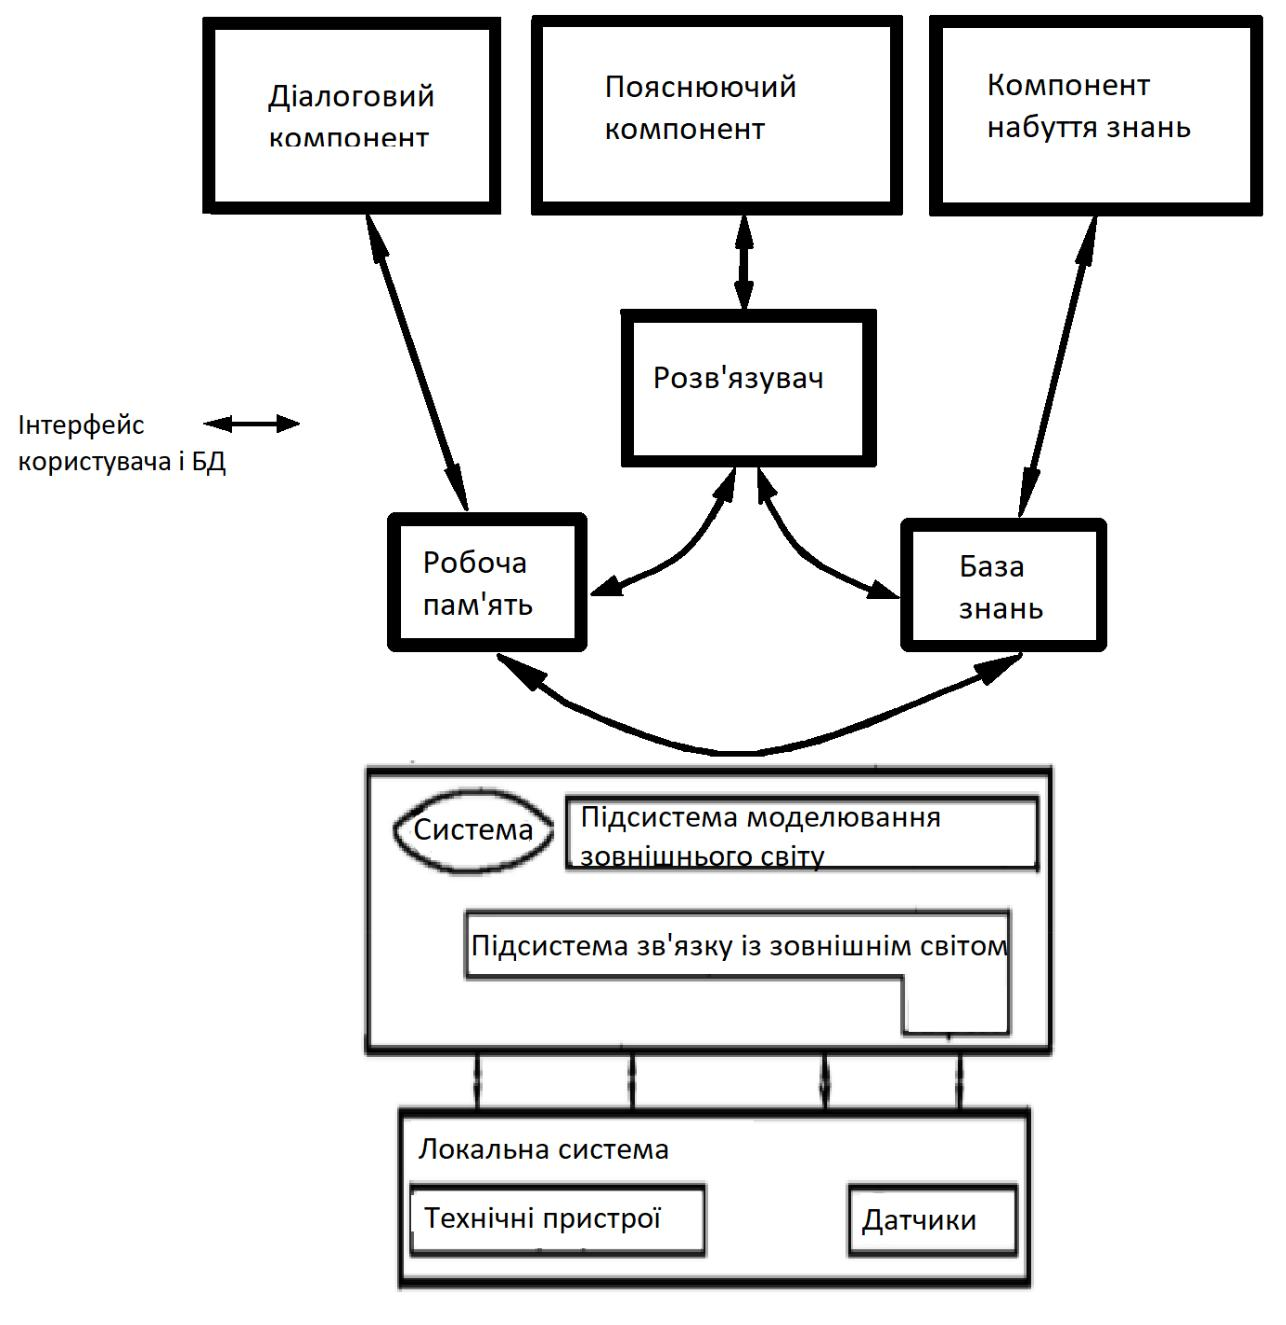 Діалоговий
компонент
Пояснюючий
компонент
Компонент
набуття знань
Розв'язувач
Інтерфейс
користувача і БД
Робоча
пам'ять
База
знань
Система
Підсистема моделювання
зовнішнього світу
Підсистема зв'язку із зовнішнім світом
Локальна система
Технічні пристрої
Датчики